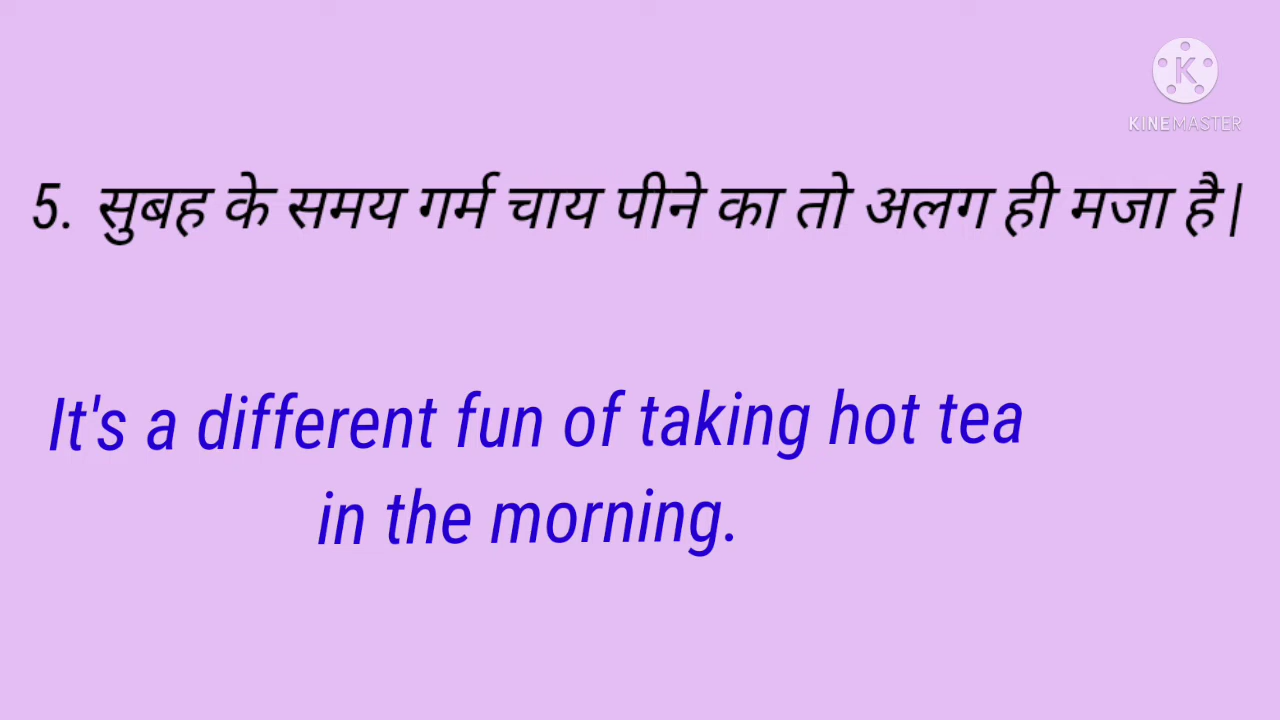 KINEMASTER
5. सुबह के समय गर्म चाय पीने का तो अलग ही मजा है|
It's a different fun of taking hot tea
in the morning.